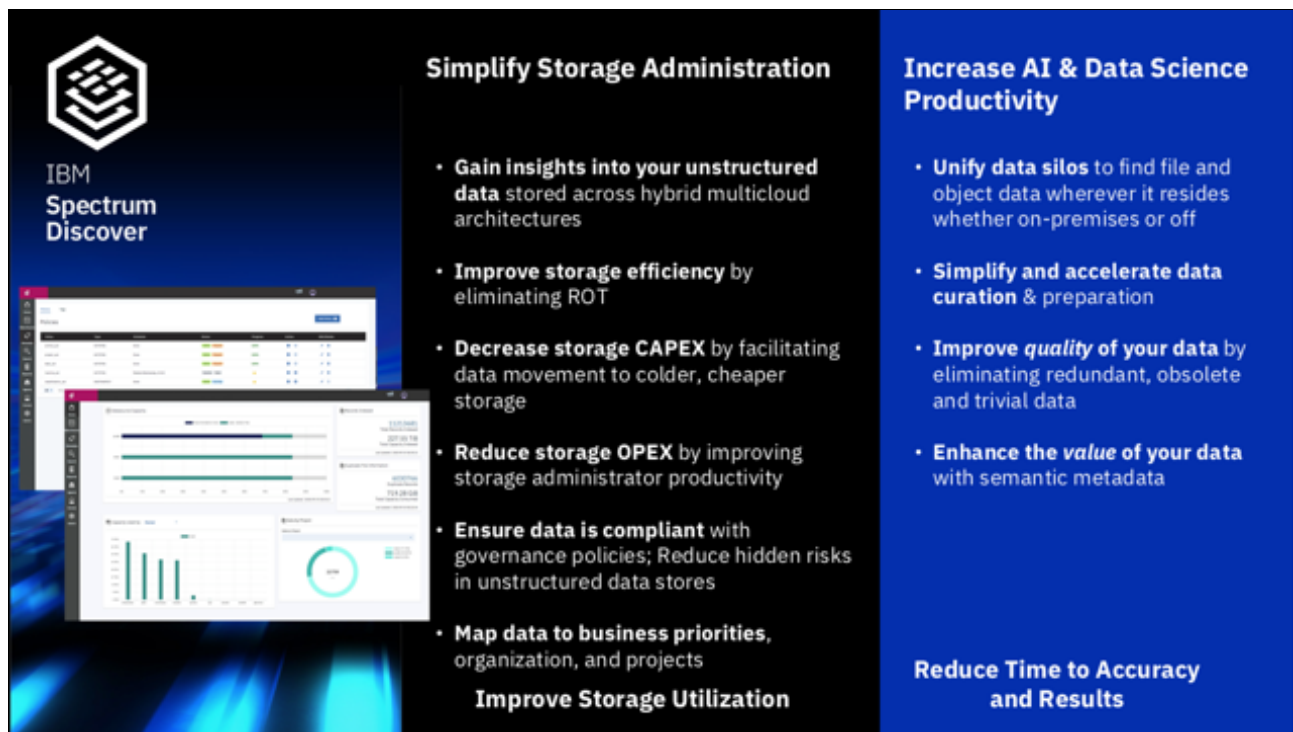 IBM
Spectrum
Discover
Simplify Storage Administration
• Gain insights into your unstructured
data stored across hybrid multicloud
architectures
• Improve storage efficiency by
eliminating ROT
• Decrease storage CAPEX by facilitating
data movement to colder, cheaper
storage
• Reduce storage OPEX by improving
storage administrator productivity
• Ensure data is compliant with
governance policies; Reduce hidden risks
in unstructured data stores
• Map data to business priorities,
organization, and projects
Improve Storage Utilization
Increase AI & Data Science
Productivity
• Unify data silos to find file and
object data wherever it resides
whether on-premises or off
• Simplify and accelerate data
curation & preparation
• Improve quality of your data by
eliminating redundant, obsolete
and trivial data
• Enhance the value of your data
with semantic metadata
Reduce Time to Accuracy
and Results